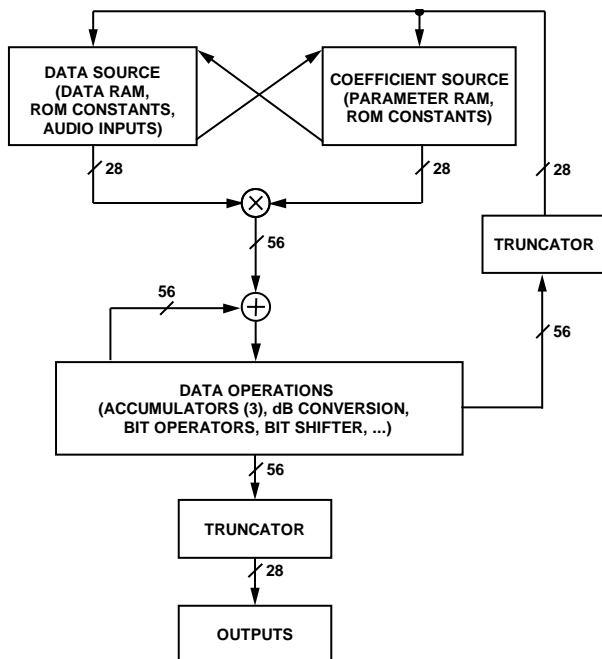 DATA SOURCE
(DATA RAM,
ROM CONSTANTS,
AUDIO INPUTS)
COEFFICIENT SOURCE
(PARAMETER RAM,
ROM CONSTANTS)
28
28
28
TRUNCATOR
56
56
56
DATA OPERATIONS
(ACCUMULATORS (3), dB CONVERSION,
BIT OPERATORS, BIT SHIFTER, ...)
56
TRUNCATOR
28
OUTPUTS